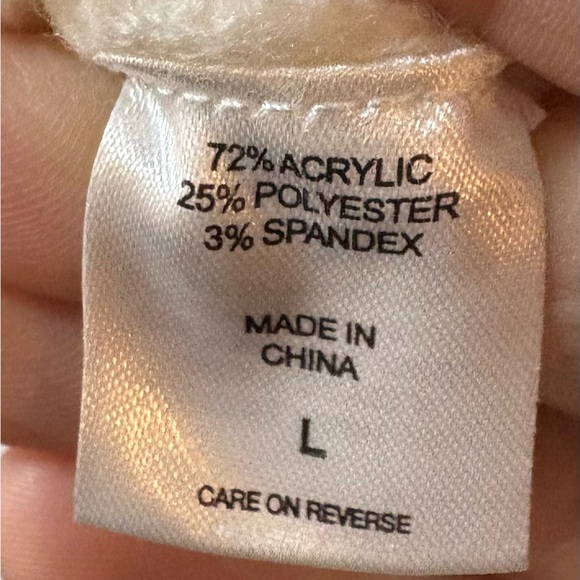 72% ACRYLIC
25% POLYESTER
3% SPANDEX
MADE IN
CHINA
L
CARE ON REVERSE